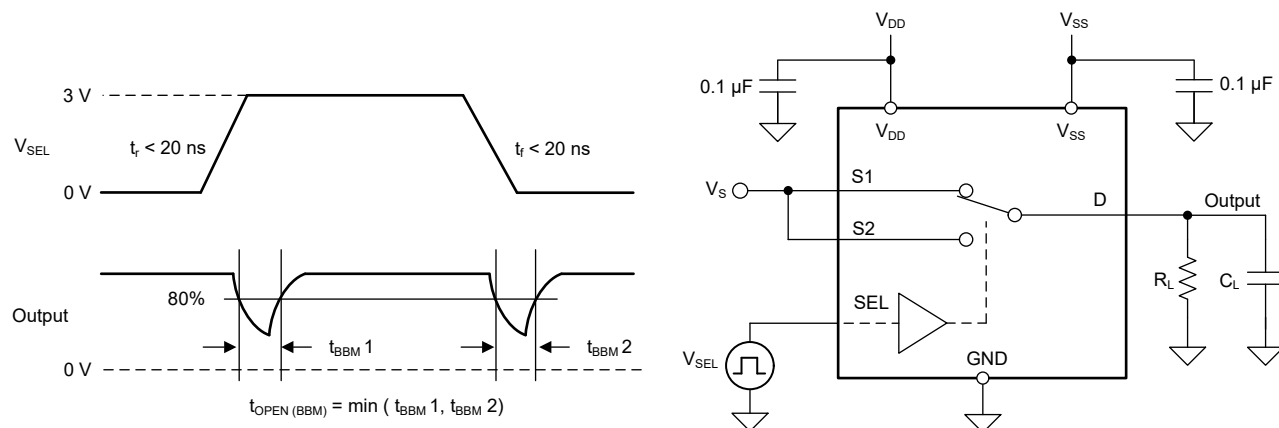 3 V
V_SEL
t_r < 20 ns
t_f < 20 ns
0 V
80%
Output
t_BBM 1
t_BBM 2
0 V
t_OPEN (BBM) = min ( t_BBM 1, t_BBM 2)
V_DD
V_SS
0.1 µF
0.1 µF
V_DD
V_SS
V_S
S1
D
Output
S2
R_L
C_L
SEL
V_SEL
GND